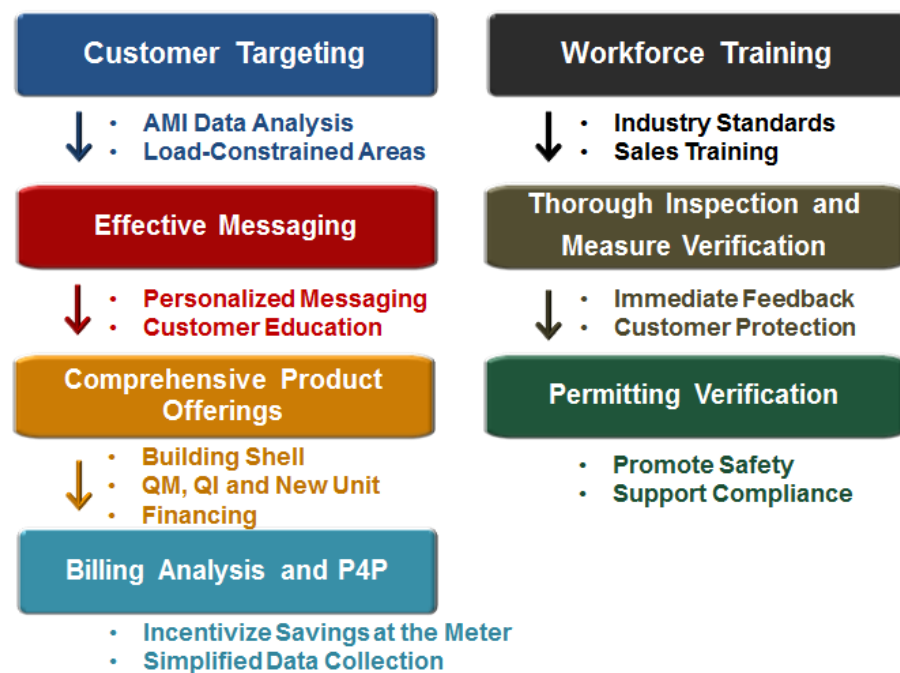 Customer Targeting
• AMI Data Analysis
• Load-Constrained Areas
Effective Messaging
• Personalized Messaging
• Customer Education
Comprehensive Product
Offerings
• Building Shell
• QM, QI and New Unit
• Financing
Billing Analysis and P4P
• Incentivize Savings at the Meter
• Simplified Data Collection
Workforce Training
• Industry Standards
• Sales Training
Thorough Inspection and
Measure Verification
• Immediate Feedback
• Customer Protection
Permitting Verification
• Promote Safety
• Support Compliance